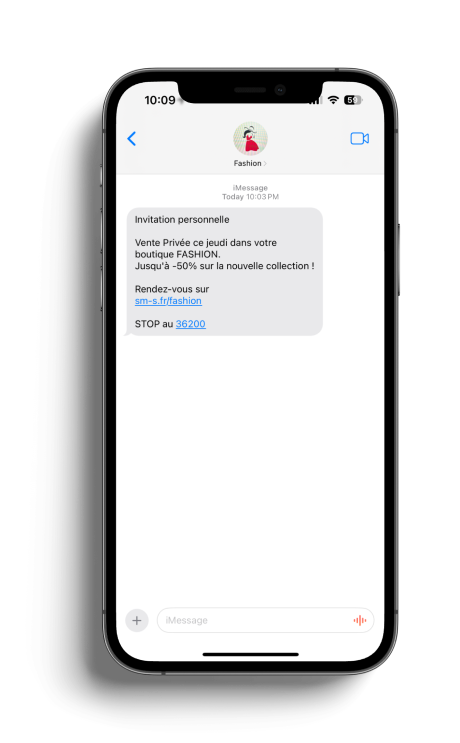 10:09
59
Fashion
iMessage
Today 10:03 PM
Invitation personnelle
Vente Privée ce jeudi dans votre
boutique FASHION.
Jusqu'à -50% sur la nouvelle collection !
Rendez-vous sur
sm-s.fr/fashion
STOP au 36200
iMessage